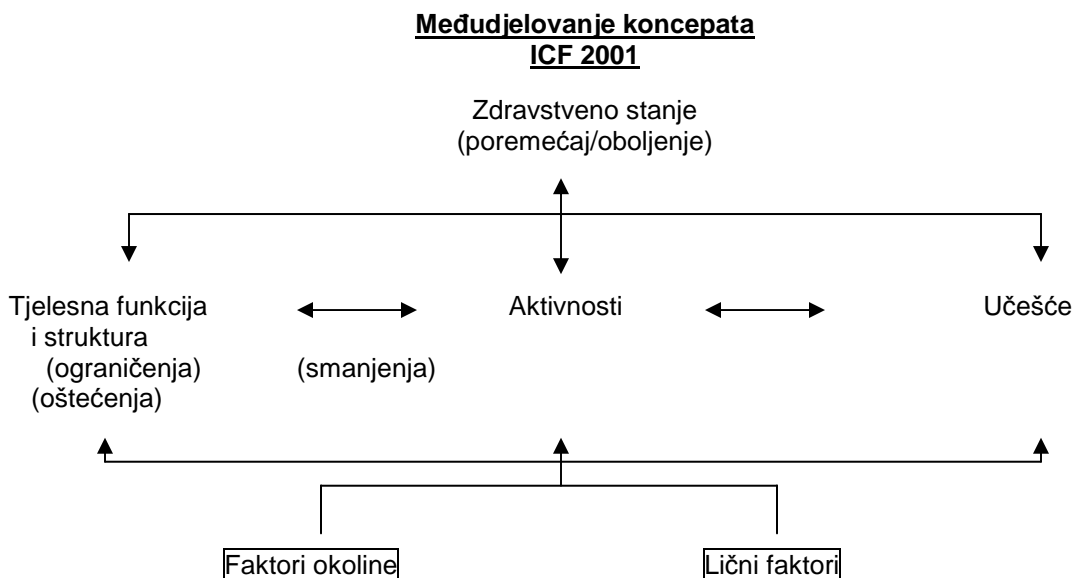 Međudjelovanje koncepata
ICF 2001
Zdravstveno stanje
(poremećaj/oboljenje)
Tjelesna funkcija
i struktura
(ograničenja)
(oštećenja)
(smanjenja)
Aktivnosti
Učešće
Faktori okoline
Lični faktori